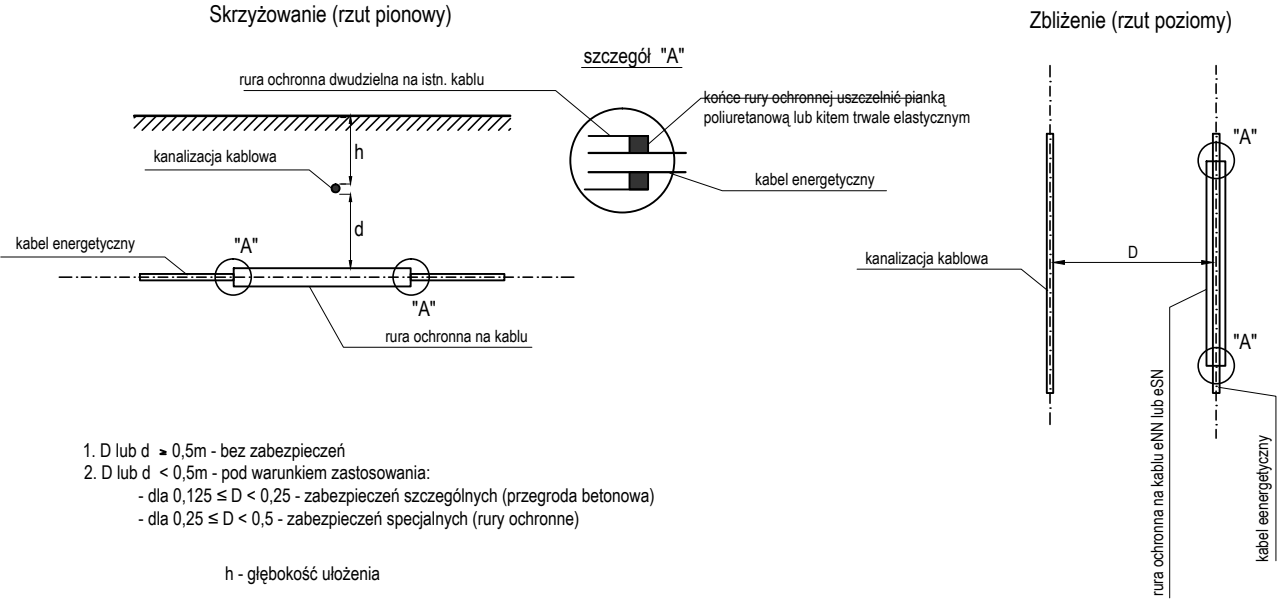 Skrzyżowanie (rzut pionowy)
Zbliżenie (rzut poziomy)
szczegół "A"
rura ochronna dwudzielna na istn. kablu
końce rury ochronnej uszczelnić pianką
poliuretanową lub kitem trwale elastycznym
kanalizacja kablowa
h
kabel energetyczny
d
kabel energetyczny
"A"
"A"
rura ochronna na kablu
"A"
kanalizacja kablowa
D
"A"
rura ochronna na kablu eNN lub eSN
kabel eenergetyczny
1. D lub d ≥ 0,5m - bez zabezpieczeń
2. D lub d < 0,5m - pod warunkiem zastosowania:
- dla 0,125 ≤ D < 0,25 - zabezpieczeń szczególnych (przegroda betonowa)
- dla 0,25 ≤ D < 0,5 - zabezpieczeń specjalnych (rury ochronne)
h - głębokość ułożenia